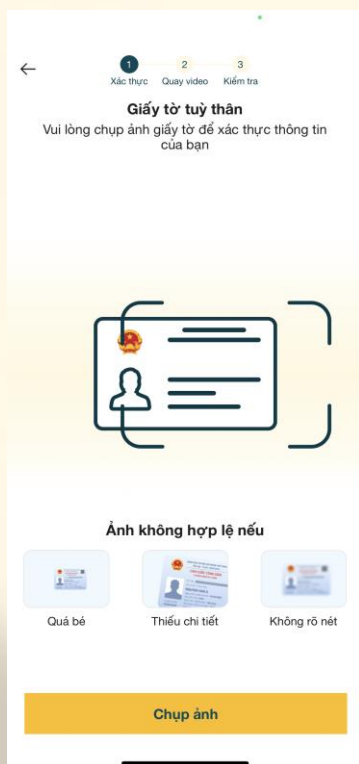 1 2 3
Xác thực Quay video Kiểm tra
Giấy tờ tuỳ thân
Vui lòng chụp ảnh giấy tờ để xác thực thông tin
của bạn
Ảnh không hợp lệ nếu
Quá bé Thiếu chi tiết Không rõ nét
Chụp ảnh